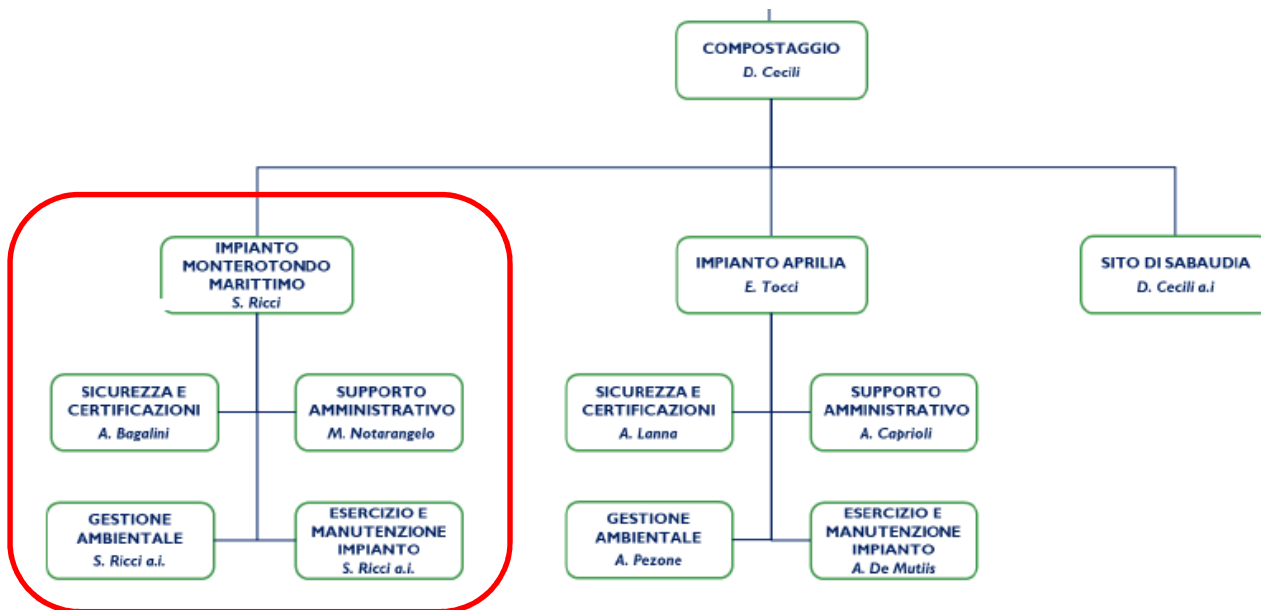 COMPOSTAGGIO
D. Cecili
IMPIANTO
MONTEROTONDO
MARITTIMO
S. Ricci
IMPIANTO APRILIA
E. Tocci
SITO DI SABAUDIA
D. Cecili a.i
SICUREZZA E
CERTIFICAZIONI
A. Bagalini
SUPPORTO
AMMINISTRATIVO
M. Notarangelo
SICUREZZA E
CERTIFICAZIONI
A. Lanna
SUPPORTO
AMMINISTRATIVO
A. Caprioli
GESTIONE
AMBIENTALE
S. Ricci a.i.
ESERCIZIO E
MANUTENZIONE
IMPIANTO
S. Ricci a.i.
GESTIONE
AMBIENTALE
A. Pezone
ESERCIZIO E
MANUTENZIONE
IMPIANTO
A. De Mutiis